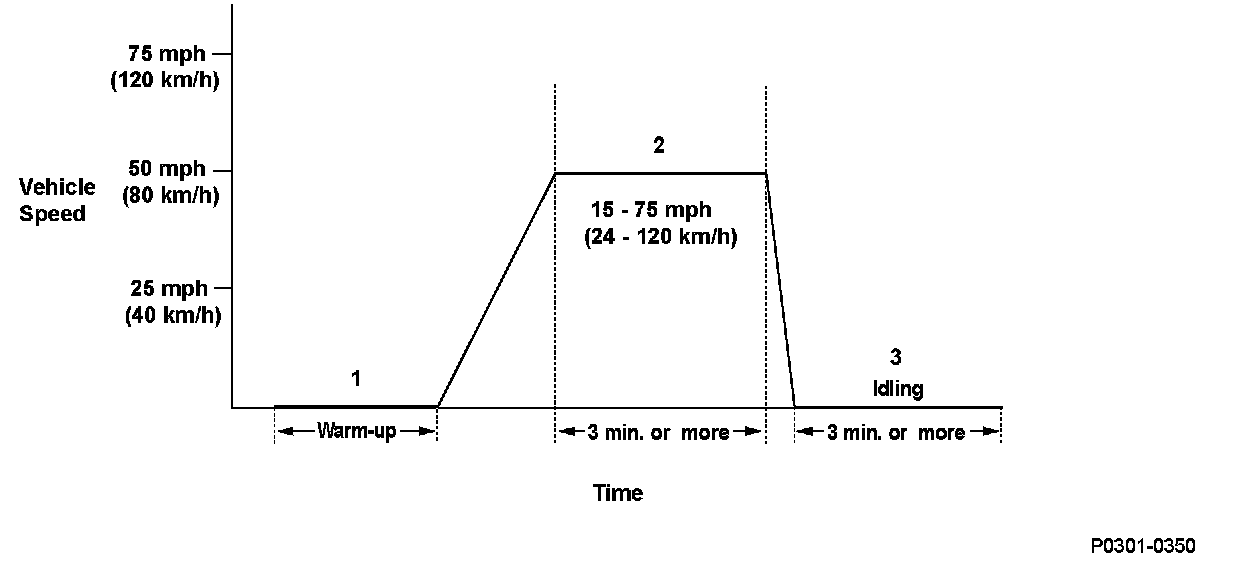 75 mph
(120 km/h)
2
50 mph
(80 km/h)
Vehicle
Speed
15 - 75 mph
(24 - 120 km/h)
25 mph
(40 km/h)
1
3
Idling
Warm-up
3 min. or more
3 min. or more
Time
P0301-0350